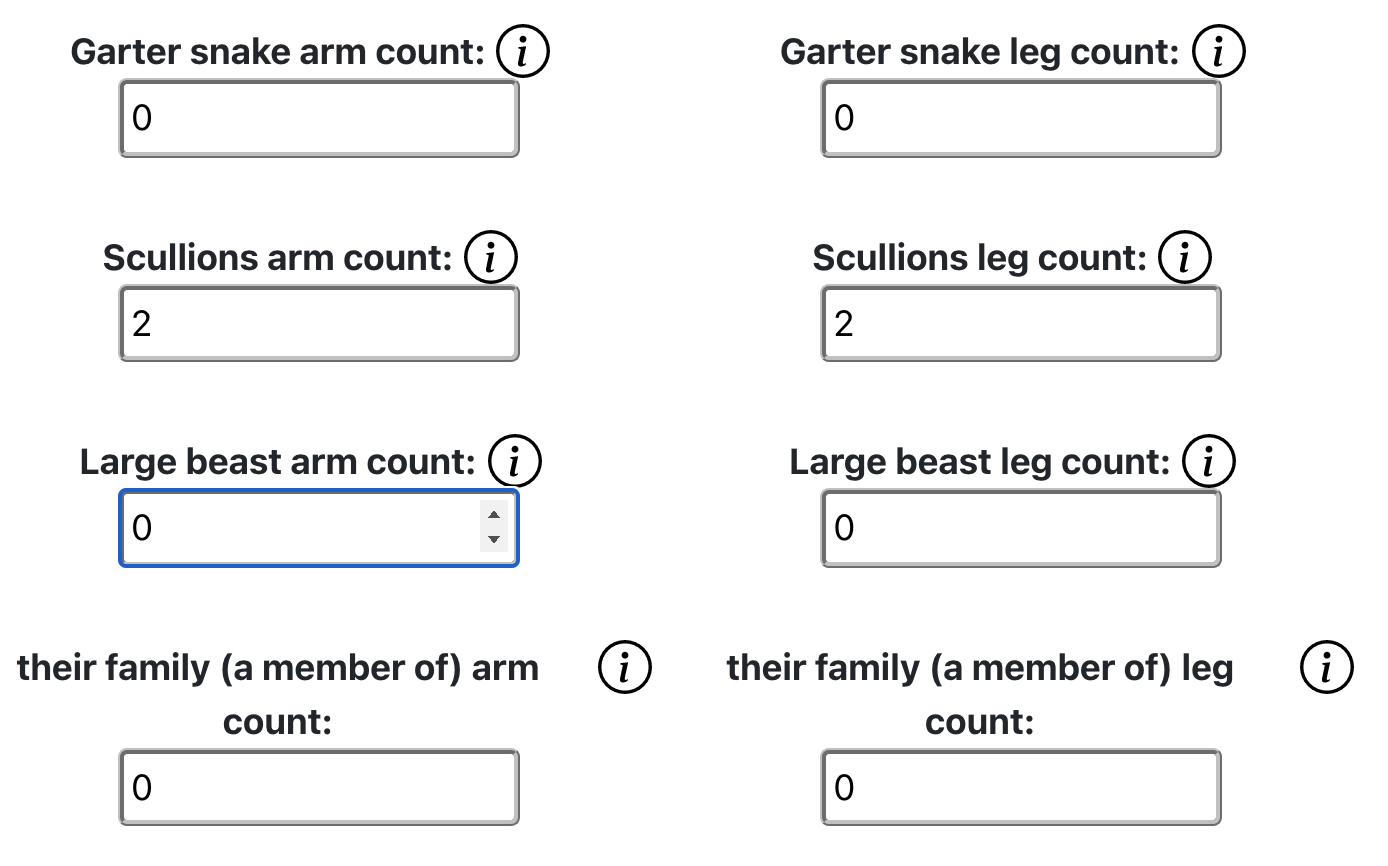 Garter snake arm count: i
Garter snake leg count: i
0
0
Scullions arm count: i
Scullions leg count: i
2
2
Large beast arm count: i
Large beast leg count: i
0
0
their family (a member of) arm i
count:
their family (a member of) leg i
count:
0
0